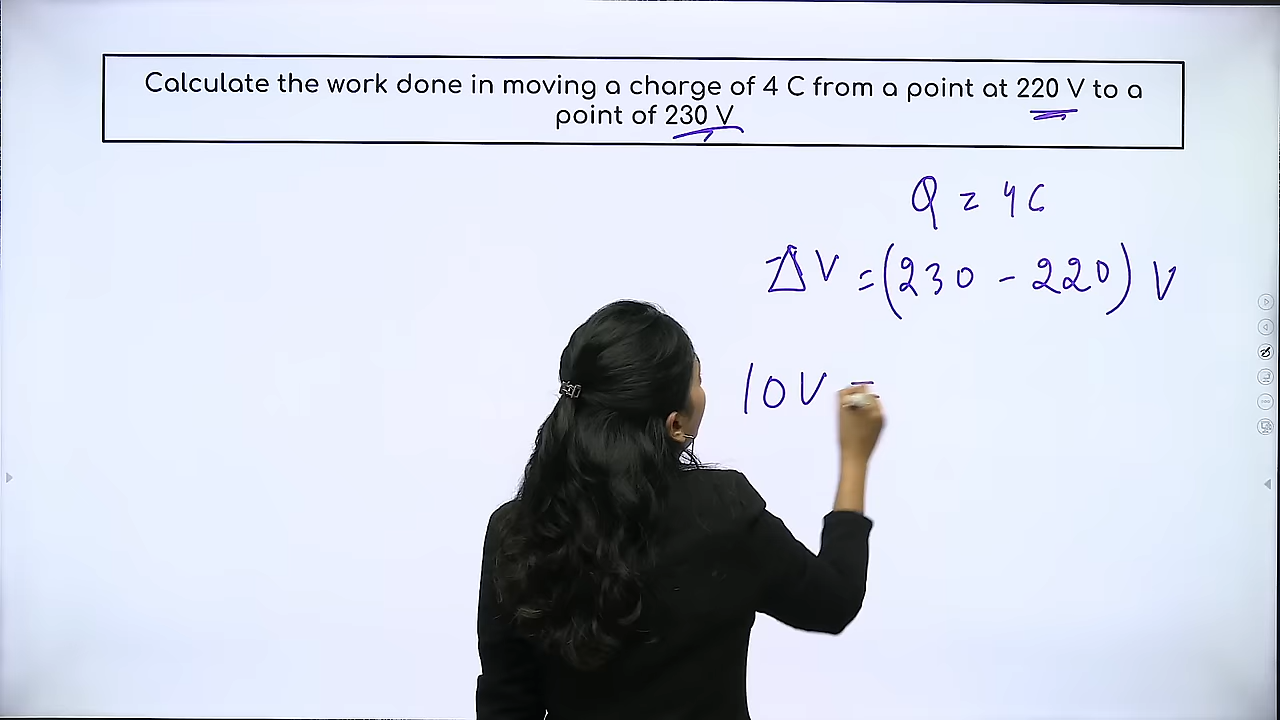 Calculate the work done in moving a charge of 4 C from a point at 220 V to a
point of 230 V
Q = 4C
ΔV = (230 - 220) V
10V =